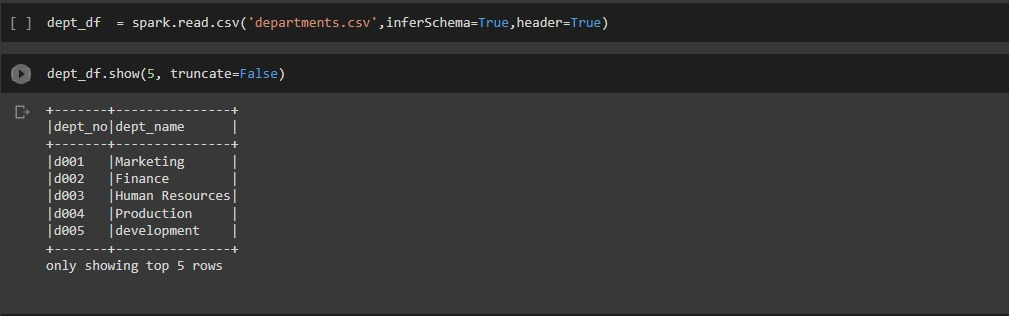 [ ] dept_df  = spark.read.csv('departments.csv',inferSchema=True,header=True)
dept_df.show(5, truncate=False)
+-------+---------------+
|dept_no|dept_name      |
+-------+---------------+
|d001   |Marketing      |
|d002   |Finance        |
|d003   |Human Resources|
|d004   |Production     |
|d005   |development    |
+-------+---------------+
only showing top 5 rows